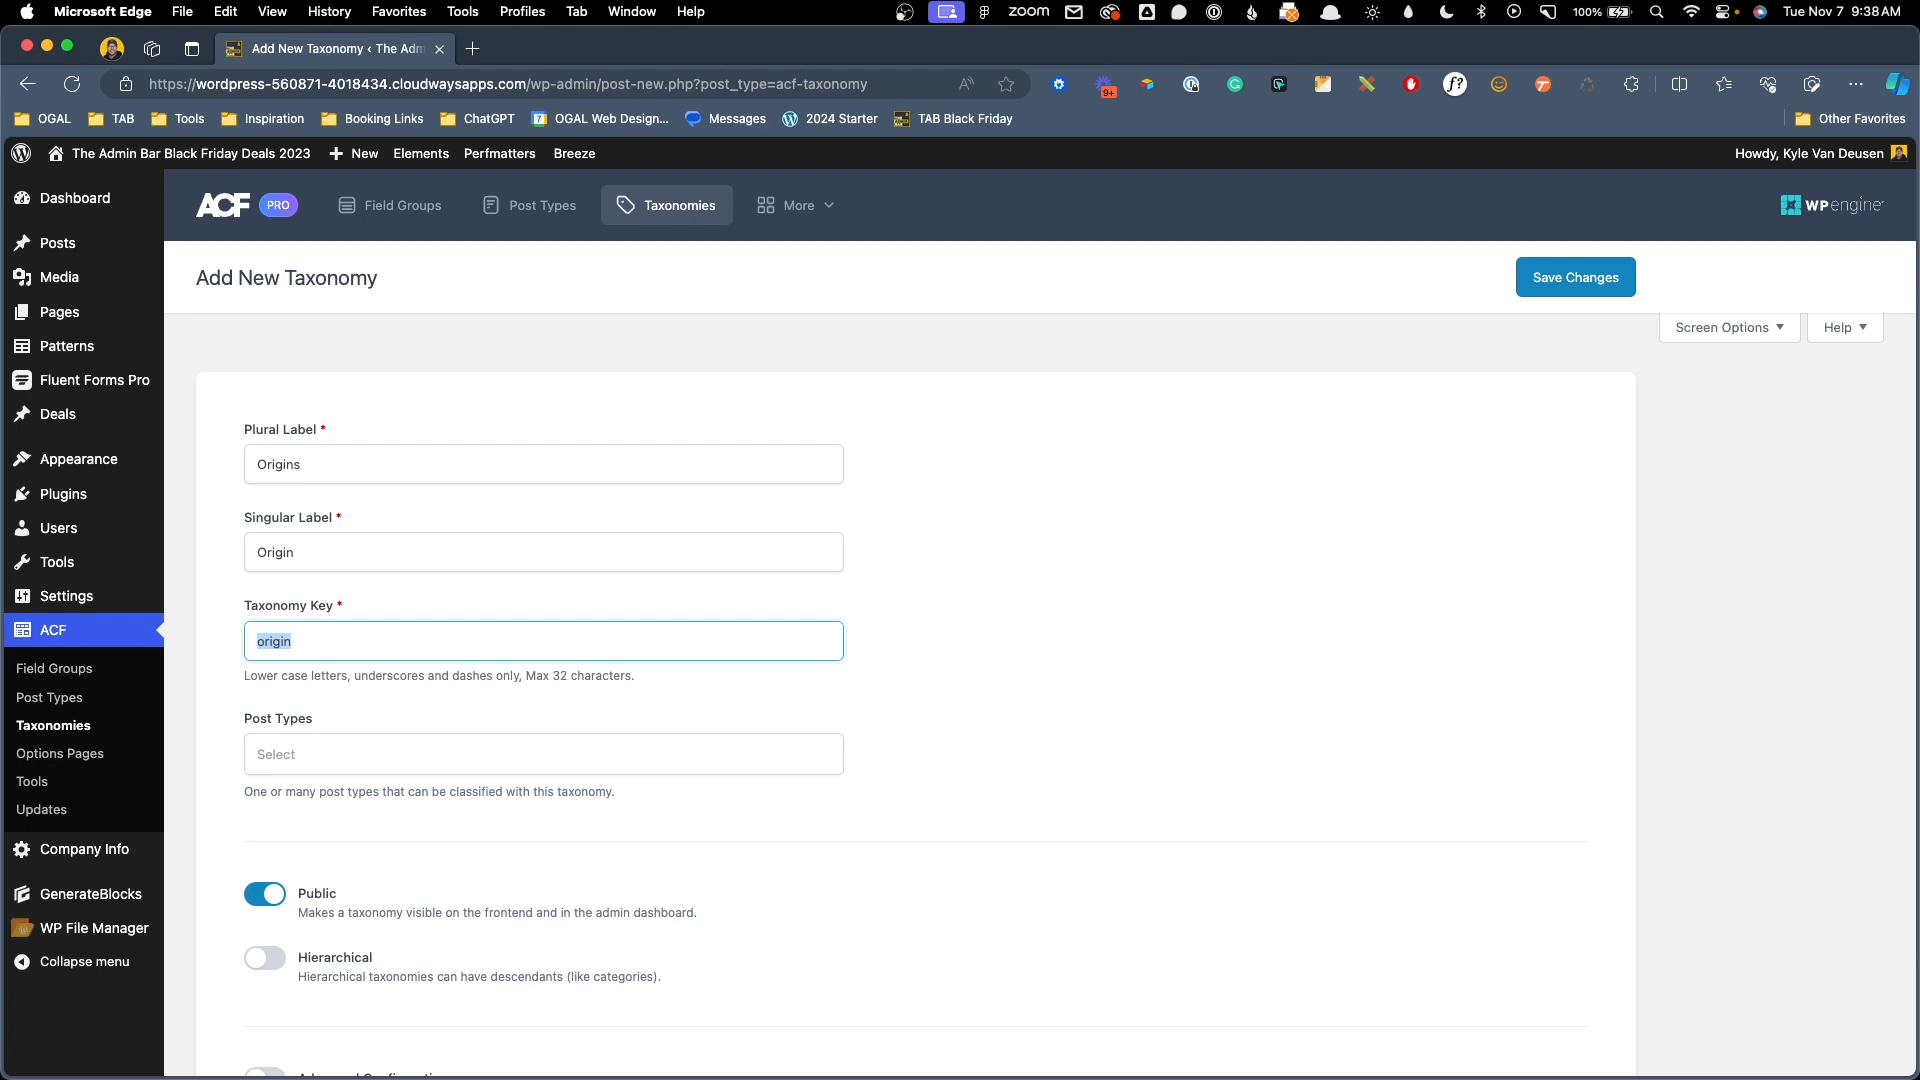 Microsoft Edge File Edit View History Favorites Tools Profiles Tab Window Help zoom 100% Tue Nov 7 9:38 AM
Add New Taxonomy ‹ The Adm
https://wordpress-560871-4018434.cloudwaysapps.com/wp-admin/post-new.php?post_type=acf-taxonomy 9+ f?
OGAL TAB Tools Inspiration Booking Links ChatGPT 7 OGAL Web Design... Messages 2024 Starter TAB Black Friday Other Favorites
The Admin Bar Black Friday Deals 2023 New Elements Perfmatters Breeze Howdy, Kyle Van Deusen
Dashboard
Posts
Media
Pages
Patterns
Fluent Forms Pro
Deals
Appearance
Plugins
Users
Tools
Settings
ACF
Field Groups
Post Types
Taxonomies
Options Pages
Tools
Updates
Company Info
GenerateBlocks
WP File Manager
Collapse menu
ACF PRO Field Groups Post Types Taxonomies More WP engine
Add New Taxonomy Save Changes
Screen Options Help
Plural Label *
Origins
Singular Label *
Origin
Taxonomy Key *
origin
Lower case letters, underscores and dashes only, Max 32 characters.
Post Types
Select
One or many post types that can be classified with this taxonomy.
Public
Makes a taxonomy visible on the frontend and in the admin dashboard.
Hierarchical
Hierarchical taxonomies can have descendants (like categories).